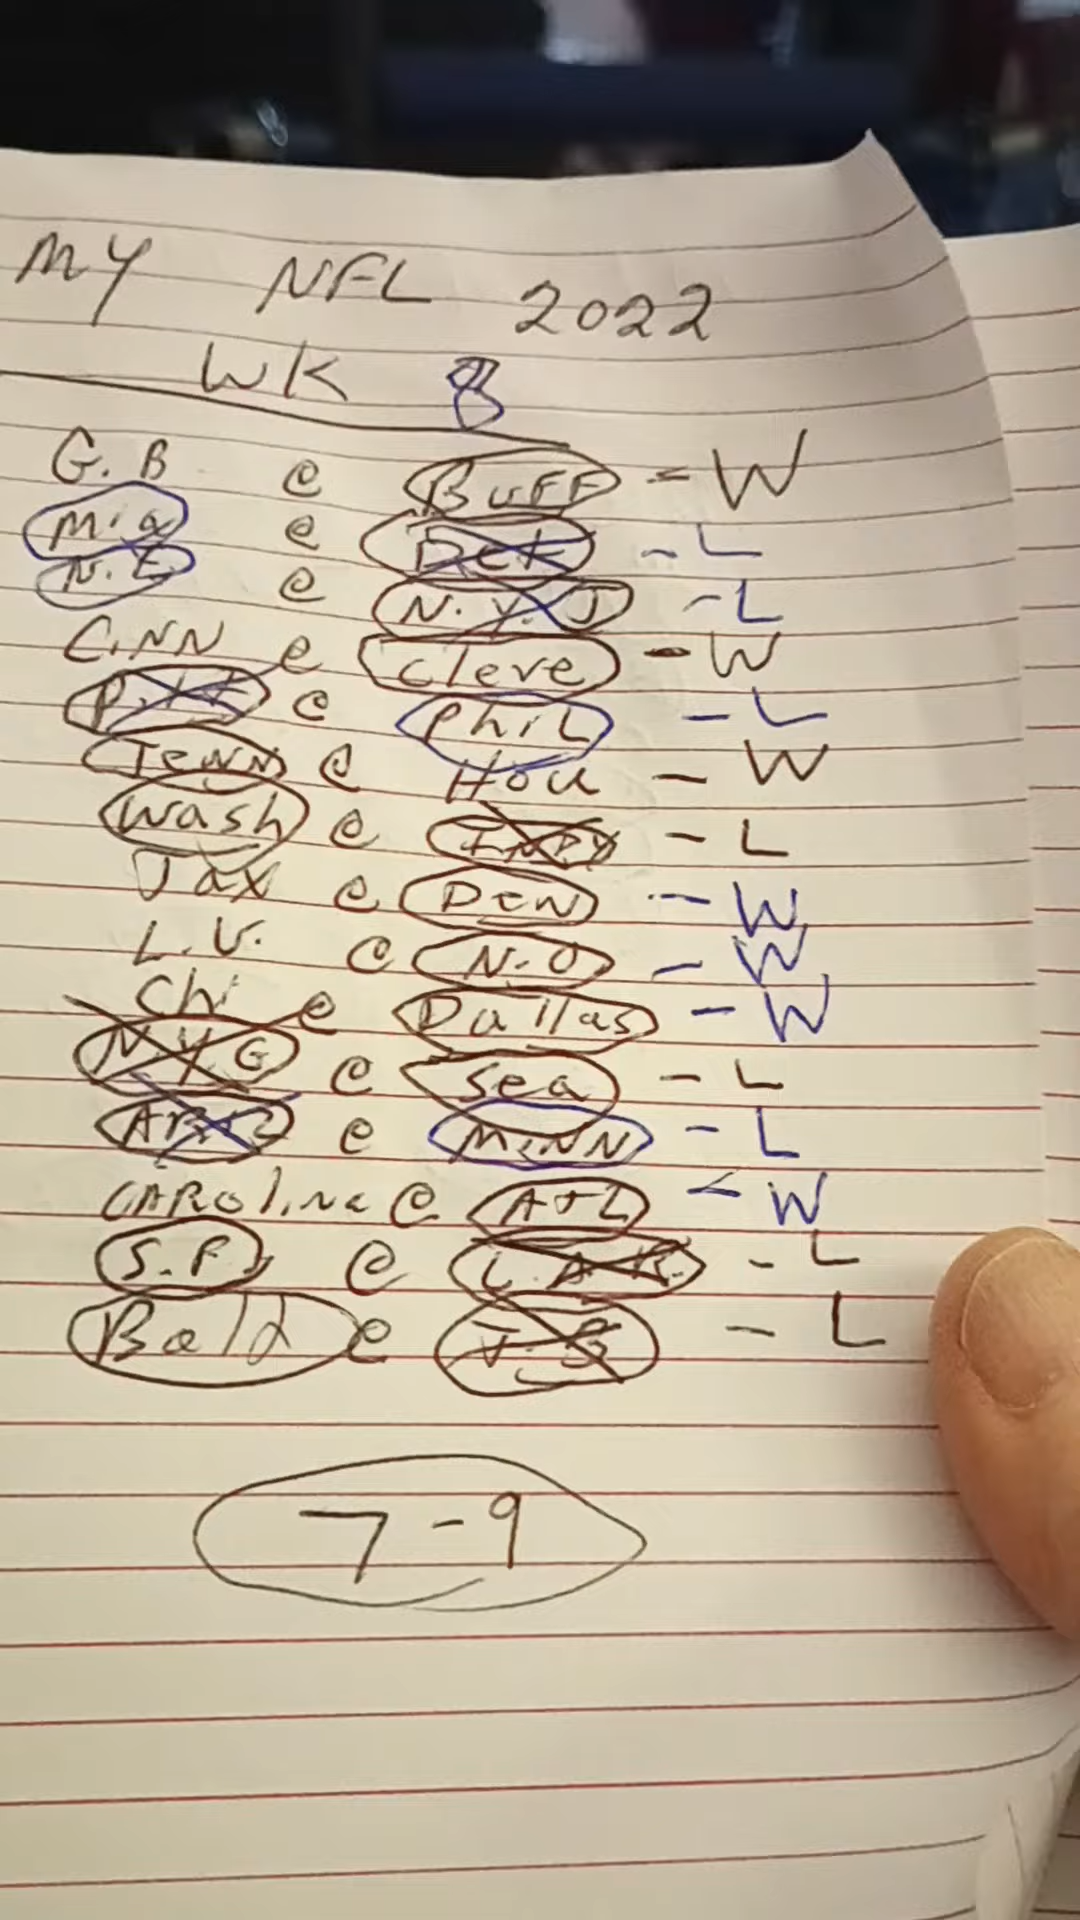 MY NFL 2022
WK 8
G.B @ BUFF = W
Mia @ Det - L
N.E @ N.Y.J - L
CiNN @ Cleve - W
Pitt @ PhiL - L
TeNN @ Hou - W
Wash @ INDY - L
Jax @ Den - W
L.V. @ N.O - W
Chi @ Dallas - W
N.Y.G @ Sea - L
ARIZ @ MiNN - L
CAROliNa @ ATL - W
S.F. @ L.A.R. - L
Balt @ T.B - L
7-9